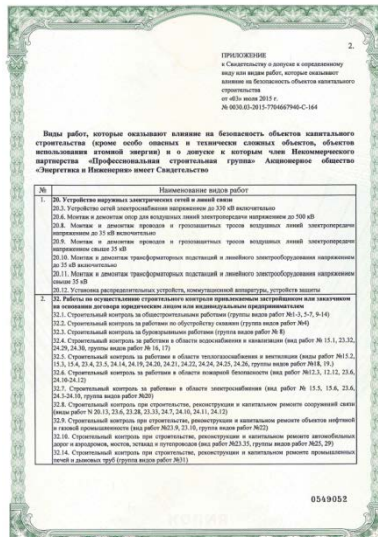 2.
ПРИЛОЖЕНИЕ
к Свидетельству о допуске к определенному
виду или видам работ, которые оказывают
влияние на безопасность объектов капитального
строительства
от «03» июля 2015 г.
№ 0030.03-2015-7704667940-С-164
Виды работ, которые оказывают влияние на безопасность объектов капитального
строительства (кроме особо опасных и технически сложных объектов, объектов
использования атомной энергии) и о допуске к которым член Некоммерческого
партнерства «Профессиональная строительная группа» Акционерное общество
«Энергетика и Инженерия» имеет Свидетельство
№ Наименование видов работ
1. 20. Устройство наружных электрических сетей и линий связи
20.3. Устройство сетей электроснабжения напряжением до 330 кВ включительно
20.6. Монтаж и демонтаж опор для воздушных линий электропередачи напряжением до 500 кВ
20.8. Монтаж и демонтаж проводов и грозозащитных тросов воздушных линий электропередачи
напряжением до 35 кВ включительно
20.9. Монтаж и демонтаж проводов и грозозащитных тросов воздушных линий электропередачи
напряжением свыше 35 кВ
20.10. Монтаж и демонтаж трансформаторных подстанций и линейного электрооборудования напряжением
до 35 кВ включительно
20.11. Монтаж и демонтаж трансформаторных подстанций и линейного электрооборудования напряжением
свыше 35 кВ
20.12. Установка распределительных устройств, коммутационной аппаратуры, устройств защиты
2. 32. Работы по осуществлению строительного контроля привлекаемым застройщиком или заказчиком
на основании договора юридическим лицом или индивидуальным предпринимателем
32.1. Строительный контроль за общестроительными работами (группы видов работ №1-3, 5-7, 9-14)
32.2. Строительный контроль за работами по обустройству скважин (группа видов работ №4)
32.3. Строительный контроль за буровзрывными работами (группа видов работ № 8)
32.4. Строительный контроль за работами в области водоснабжения и канализации (вид работ № 15.1, 23.32,
24.29, 24.30, группы видов работ № 16, 17)
32.5. Строительный контроль за работами в области теплогазоснабжения и вентиляции (виды работ №15.2,
15.3, 15.4, 23.4, 23.5, 24.14, 24.19, 24.20, 24.21, 24.22, 24.24, 24.25, 24.26, группы видов работ №18, 19.)
32.6. Строительный контроль за работами в области пожарной безопасности (вид работ №12.3, 12.12, 23.6,
24.10-24.12)
32.7. Строительный контроль за работами в области электроснабжения (вид работ № 15.5, 15.6, 23.6,
24.3-24.10, группа видов работ №20)
32.8. Строительный контроль при строительстве, реконструкции и капитальном ремонте сооружений связи
(виды работ N 20.13, 23.6, 23.28, 23.33, 24.7, 24.10, 24.11, 24.12)
32.9. Строительный контроль при строительстве, реконструкции и капитальном ремонте объектов нефтяной
и газовой промышленности (вид работ №23.9, 23.10, группа видов работ №22)
32.10. Строительный контроль при строительстве, реконструкции и капитальном ремонте автомобильных
дорог и аэродромов, мостов, эстакад и путепроводов (вид работ №23.35, группы видов работ №25, 29)
32.14. Строительный контроль при строительстве, реконструкции и капитальном ремонте промышленных
печей и дымовых труб (группа видов работ №31)
0549052